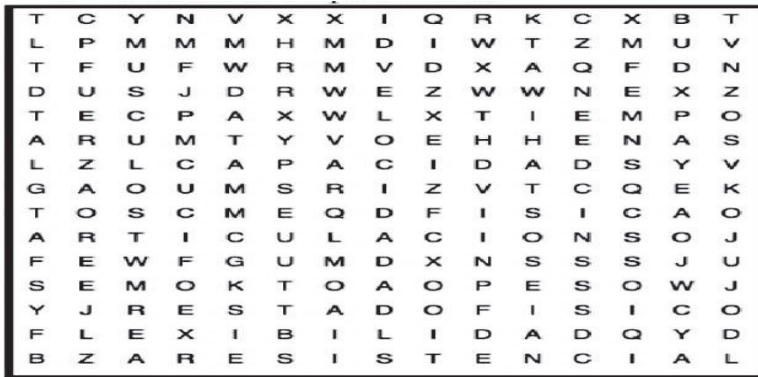 T C Y N V X X I Q R K C X B T
L P M M M H M D I W T Z M U V
T F U F W R M V D X A Q F D N
D U S J D R W E Z W W N E X Z
T E C P A X W L X T I E M P O
A R U M T Y V O E H H E N A S
L Z L C A P A C I D A D S Y V
G A O U M S R I Z V T C Q E K
T O S C M E Q D F I S I C A O
A R T I C U L A C I O N S O J
F E W F G U M D X N S S S J U
S E M O K T O A O P E S O W J
Y J R E S T A D O F I S I C O
F L E X I B I L I D A D Q Y D
B Z A R E S I S T E N C I A L